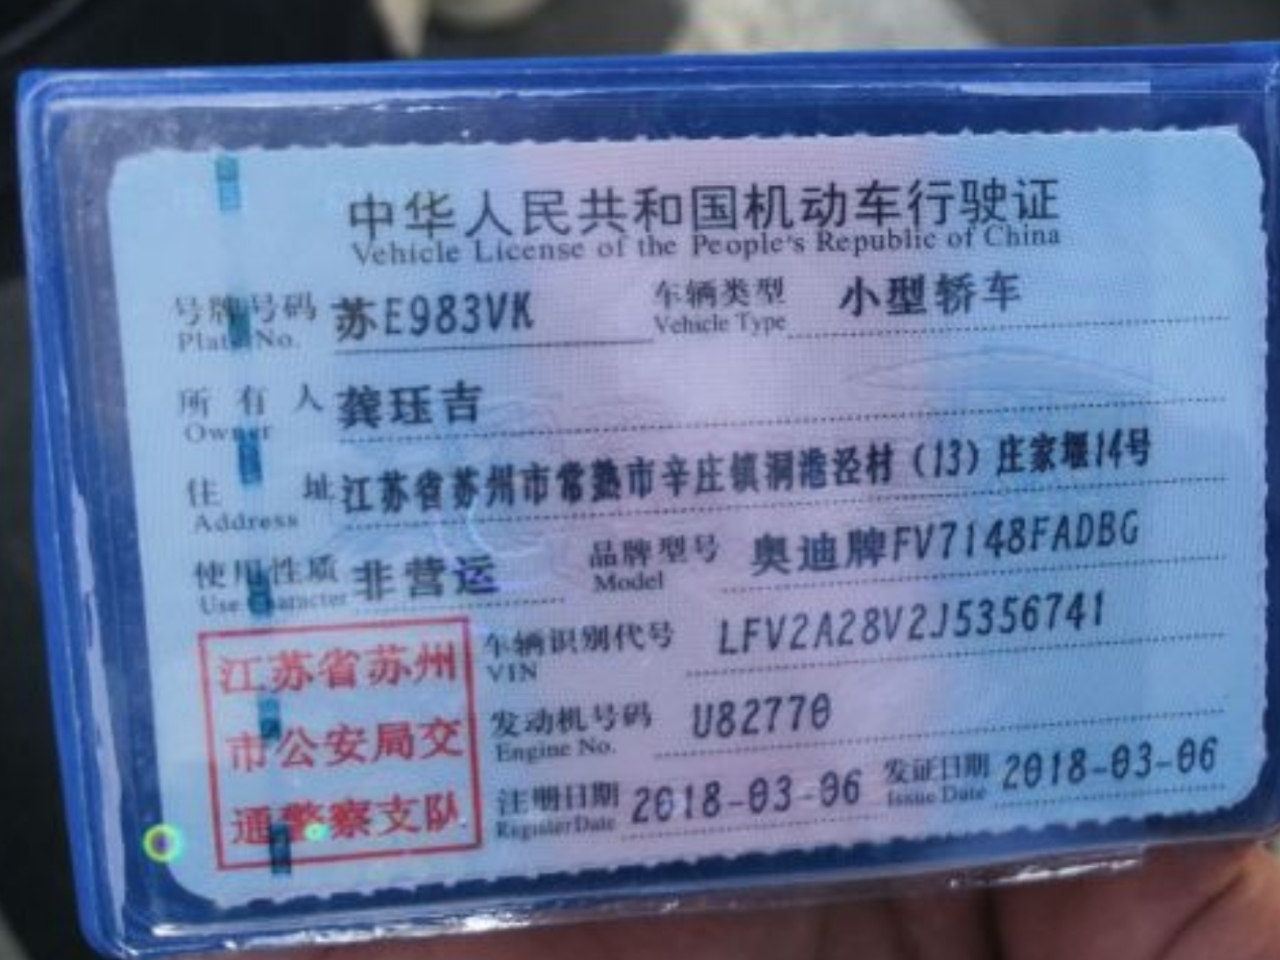 中华人民共和国机动车行驶证
Vehicle License of the People's Republic of China
号牌号码 苏E983VK 车辆类型 小型轿车
Plate No. Vehicle Type
所有人 龚珏吉
Owner
住址 江苏省苏州市常熟市辛庄镇洞港泾村（13）庄家堰14号
Address
使用性质 非营运 品牌型号 奥迪牌FV7148FADBG
Use Character Model
江苏省苏州
市公安局交
通警察支队
车辆识别代号 LFV2A28V2J5356741
VIN
发动机号码 U82770
Engine No.
注册日期 2018-03-06 发证日期 2018-03-06
Register Date Issue Date